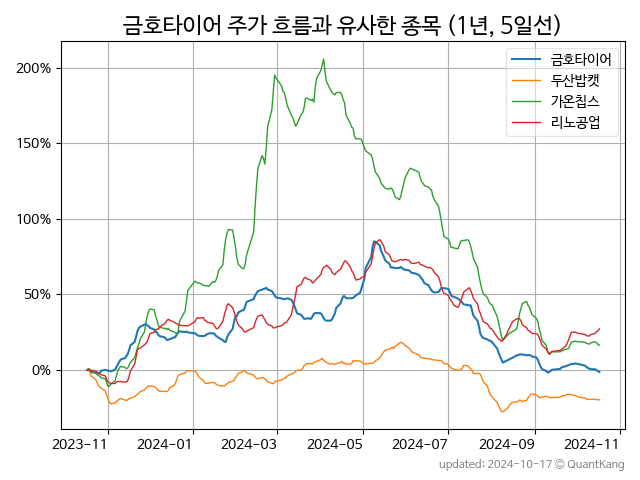 금호타이어 주가 흐름과 유사한 종목 (1년, 5일선)
금호타이어
두산밥캣
가온칩스
리노공업
200%
150%
100%
50%
0%
2023-11 2024-01 2024-03 2024-05 2024-07 2024-09 2024-11
updated: 2024-10-17 © QuantKang